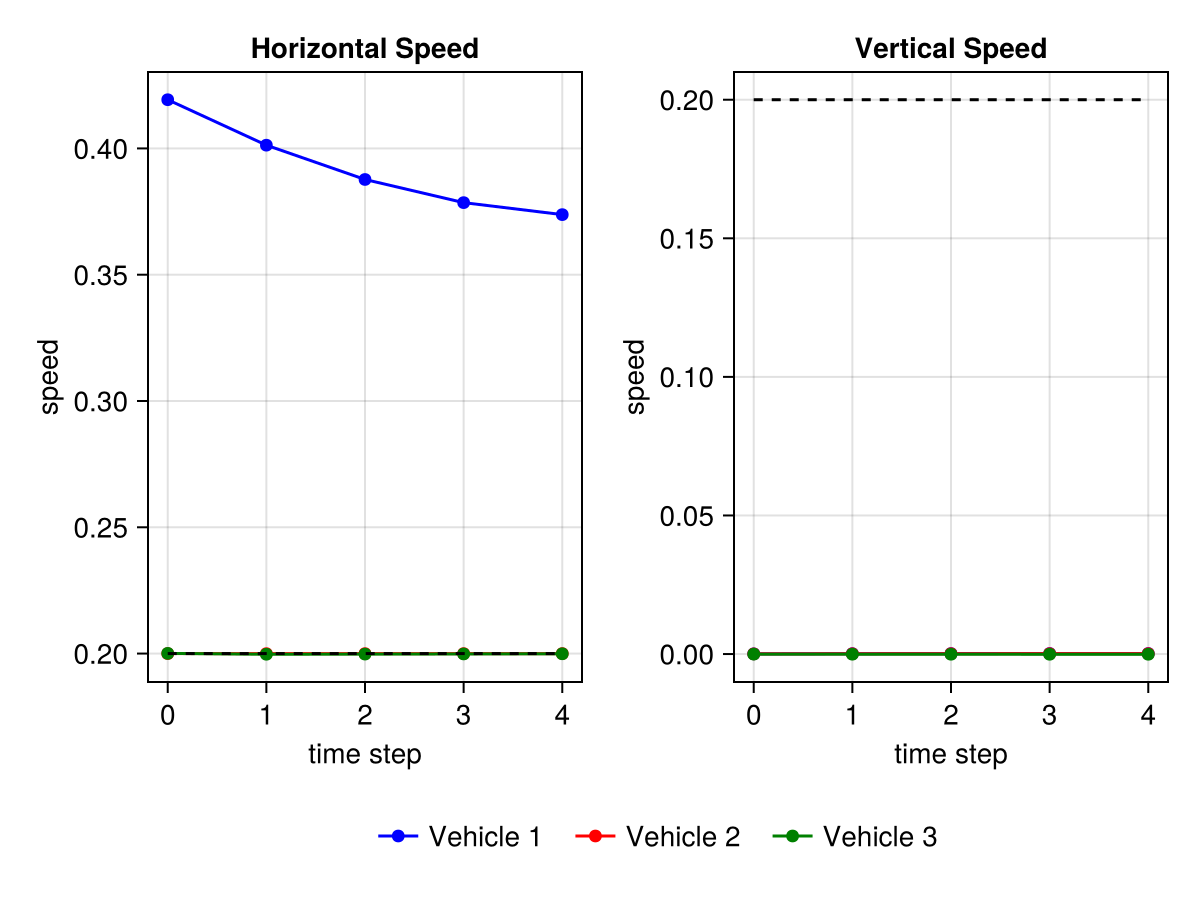 Horizontal Speed
0.40
0.35
0.30
0.25
0.20
speed
0 1 2 3 4
time step
Vertical Speed
0.20
0.15
0.10
0.05
0.00
speed
0 1 2 3 4
time step
Vehicle 1 Vehicle 2 Vehicle 3